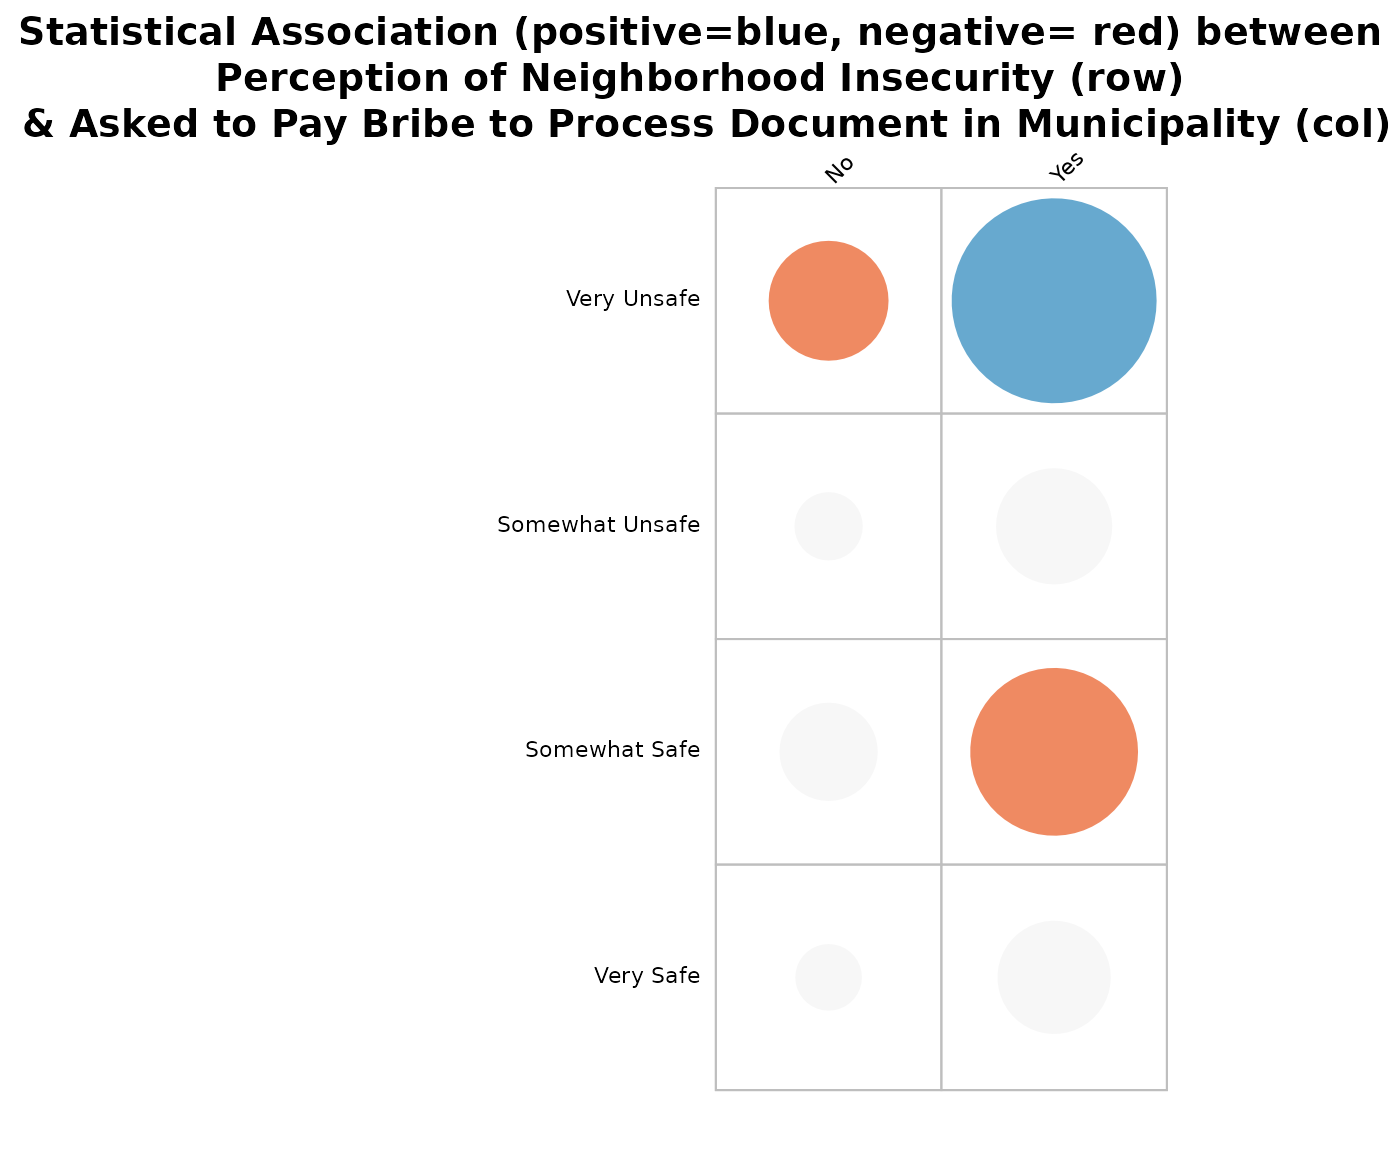 Statistical Association (positive=blue, negative= red) between
Perception of Neighborhood Insecurity (row)
& Asked to Pay Bribe to Process Document in Municipality (col)
No
Yes
Very Unsafe
Somewhat Unsafe
Somewhat Safe
Very Safe